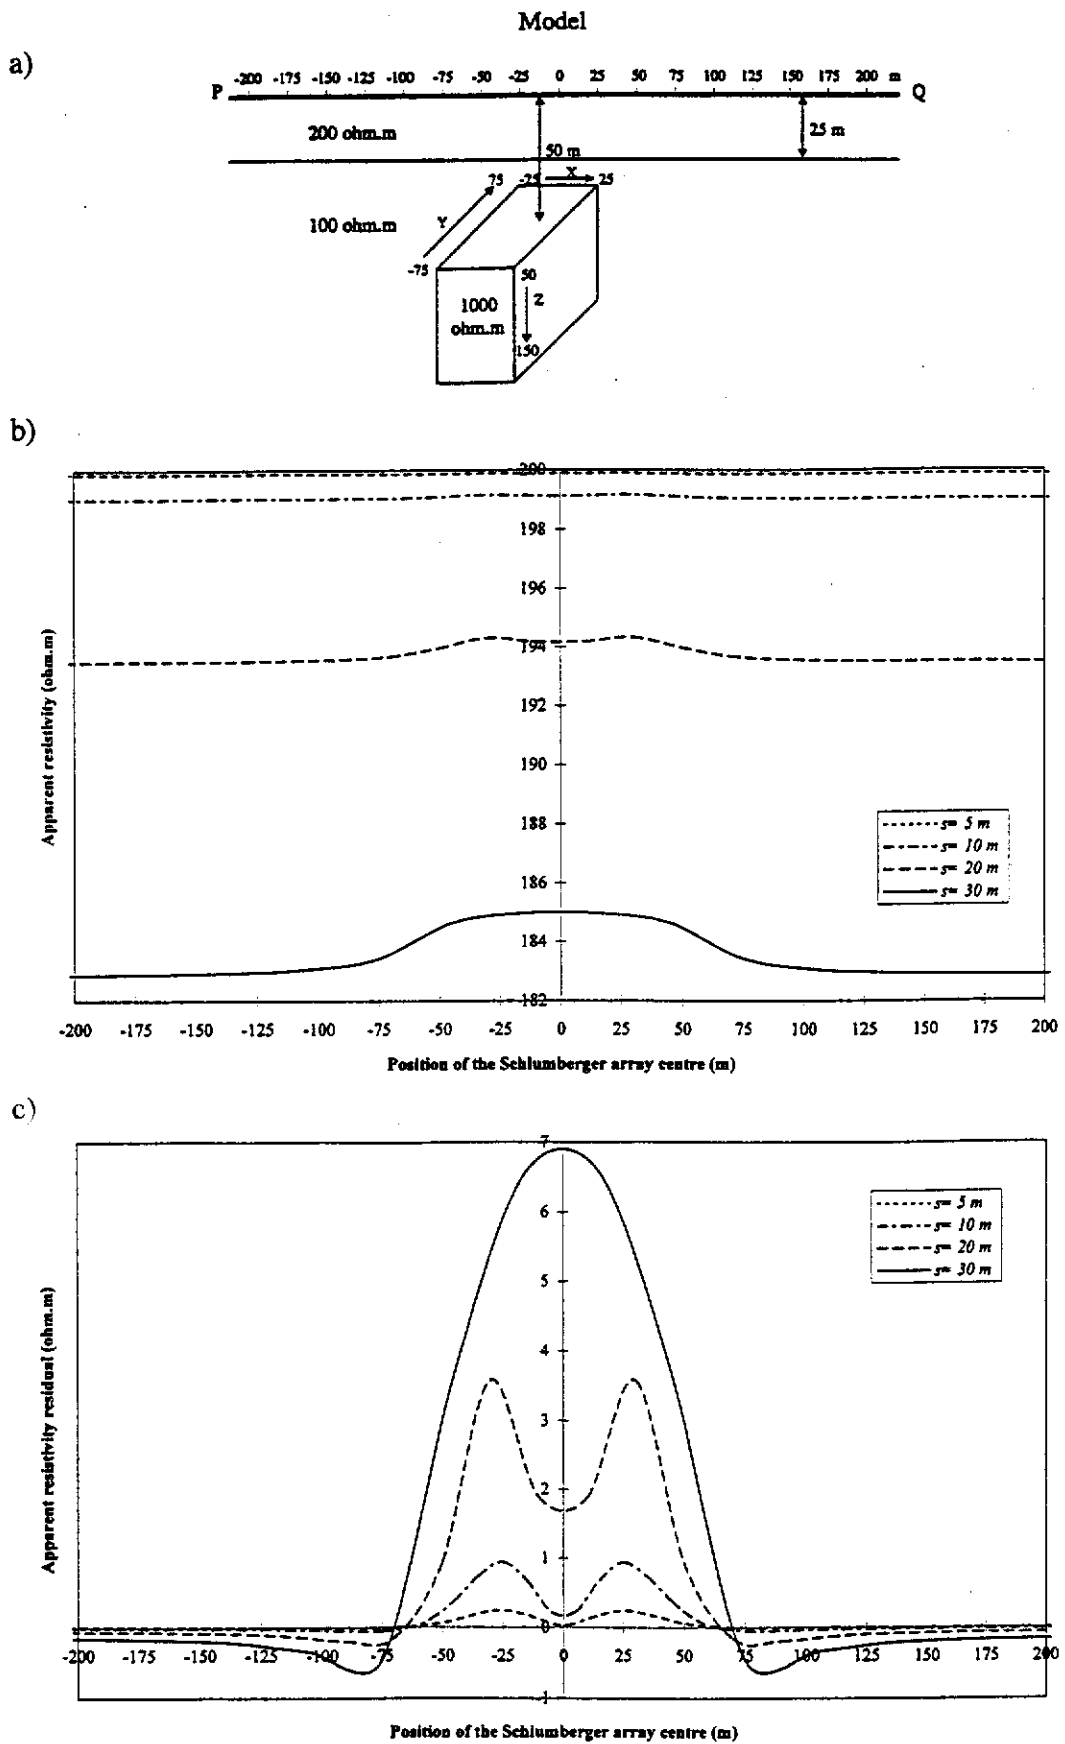 Model
a)
-200 -175 -150 -125 -100 -75 -50 -25 0 25 50 75 100 125 150 175 200 m
P Q
200 ohm.m
50 m
25 m
75 -25 X 25
100 ohm.m
Y
-75
50
Z
1000
ohm.m
150
b)
200
198
196
194
192
190
188
186
184
182
Apparent resistivity (ohm.m)
s= 5 m
s= 10 m
s= 20 m
s= 30 m
-200 -175 -150 -125 -100 -75 -50 -25 0 25 50 75 100 125 150 175 200
Position of the Schlumberger array centre (m)
c)
7
6
5
4
3
2
1
0
-1
Apparent resistivity residual (ohm.m)
s= 5 m
s= 10 m
s= 20 m
s= 30 m
-200 -175 -150 -125 -100 -75 -50 -25 0 25 50 75 100 125 150 175 200
Position of the Schlumberger array centre (m)